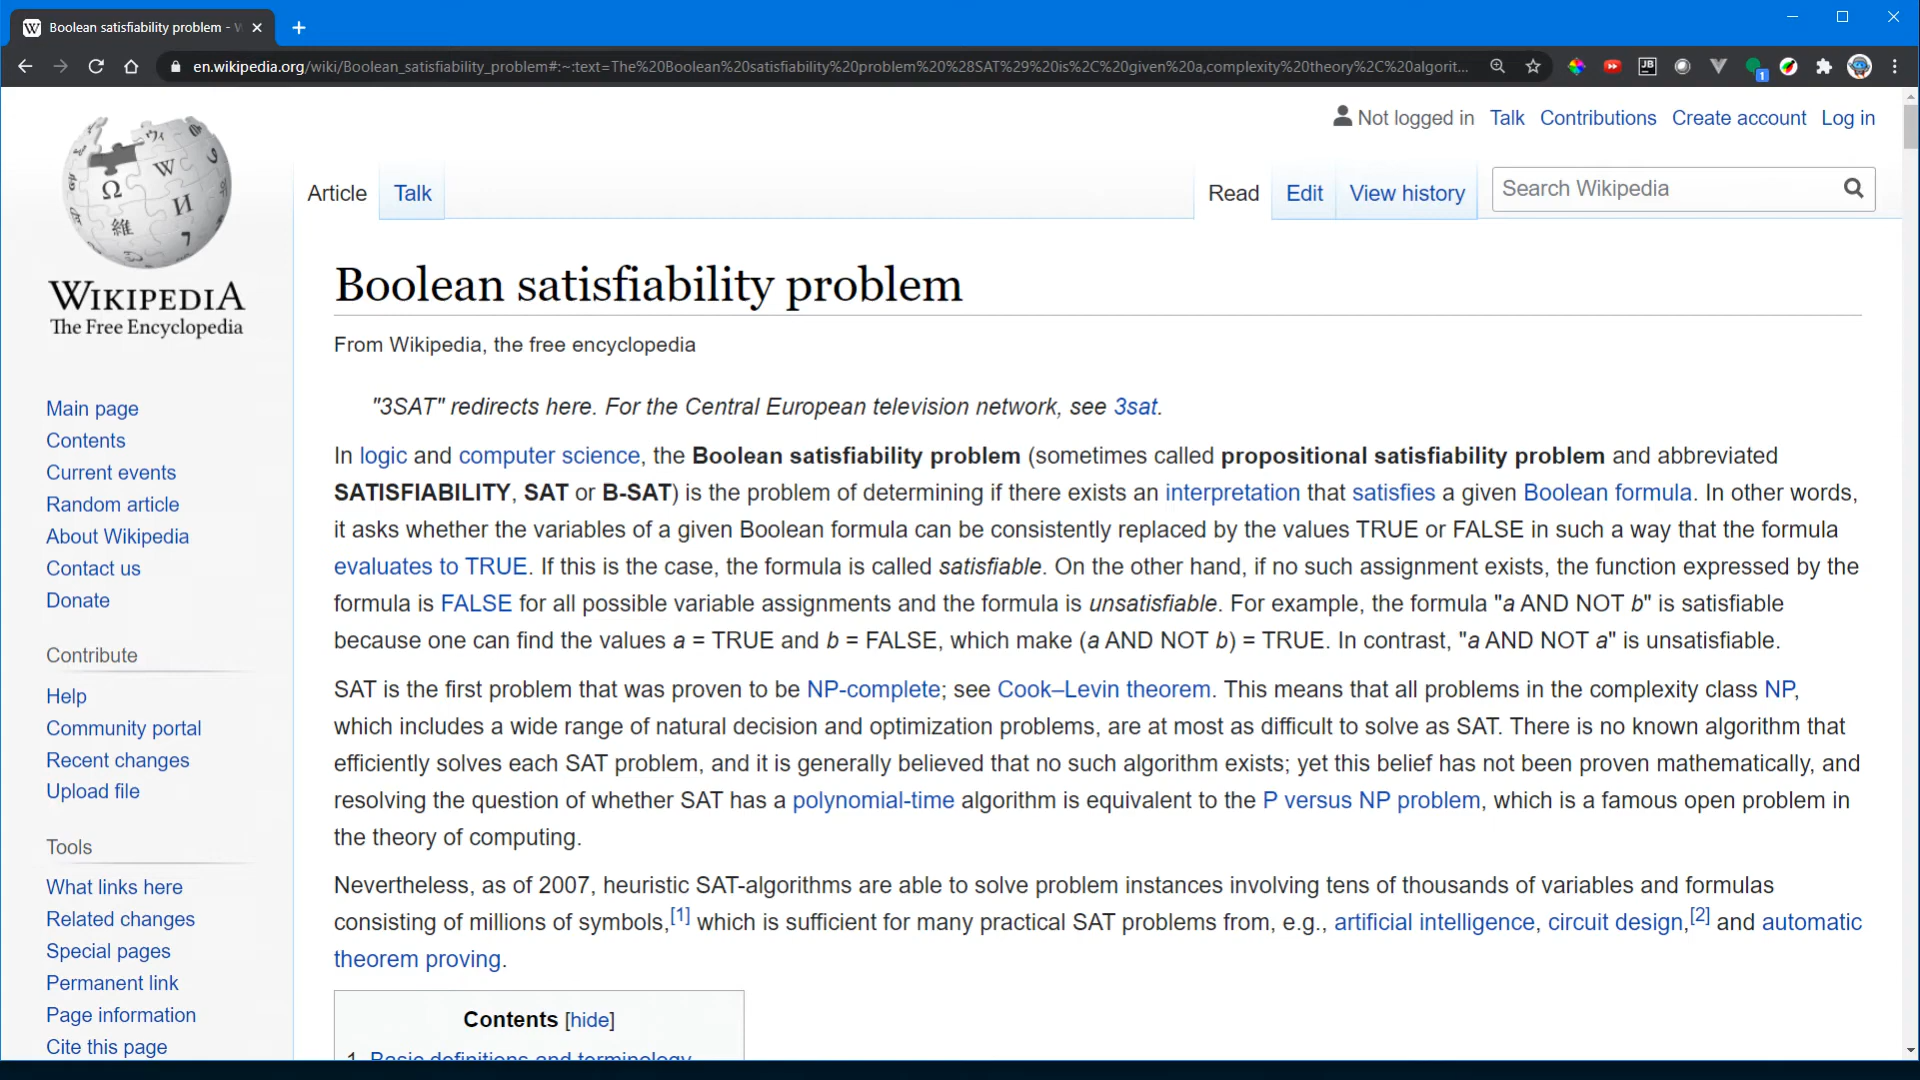 Boolean satisfiability problem - W
en.wikipedia.org/wiki/Boolean_satisfiability_problem#:~:text=The%20Boolean%20satisfiability%20problem%20%28SAT%29%20is%2C%20given%20a,complexity%20theory%2C%20algorit...
1
Not logged in Talk Contributions Create account Log in
Article Talk Read Edit View history Search Wikipedia
WIKIPEDIA
The Free Encyclopedia
Main page
Contents
Current events
Random article
About Wikipedia
Contact us
Donate
Contribute
Help
Community portal
Recent changes
Upload file
Tools
What links here
Related changes
Special pages
Permanent link
Page information
Cite this page
Boolean satisfiability problem
From Wikipedia, the free encyclopedia
"3SAT" redirects here. For the Central European television network, see 3sat.
In logic and computer science, the Boolean satisfiability problem (sometimes called propositional satisfiability problem and abbreviated
SATISFIABILITY, SAT or B-SAT) is the problem of determining if there exists an interpretation that satisfies a given Boolean formula. In other words,
it asks whether the variables of a given Boolean formula can be consistently replaced by the values TRUE or FALSE in such a way that the formula
evaluates to TRUE. If this is the case, the formula is called satisfiable. On the other hand, if no such assignment exists, the function expressed by the
formula is FALSE for all possible variable assignments and the formula is unsatisfiable. For example, the formula "a AND NOT b" is satisfiable
because one can find the values a = TRUE and b = FALSE, which make (a AND NOT b) = TRUE. In contrast, "a AND NOT a" is unsatisfiable.
SAT is the first problem that was proven to be NP-complete; see Cook–Levin theorem. This means that all problems in the complexity class NP,
which includes a wide range of natural decision and optimization problems, are at most as difficult to solve as SAT. There is no known algorithm that
efficiently solves each SAT problem, and it is generally believed that no such algorithm exists; yet this belief has not been proven mathematically, and
resolving the question of whether SAT has a polynomial-time algorithm is equivalent to the P versus NP problem, which is a famous open problem in
the theory of computing.
Nevertheless, as of 2007, heuristic SAT-algorithms are able to solve problem instances involving tens of thousands of variables and formulas
consisting of millions of symbols,[1] which is sufficient for many practical SAT problems from, e.g., artificial intelligence, circuit design,[2] and automatic
theorem proving.
Contents [hide]
1 Basic definitions and terminology